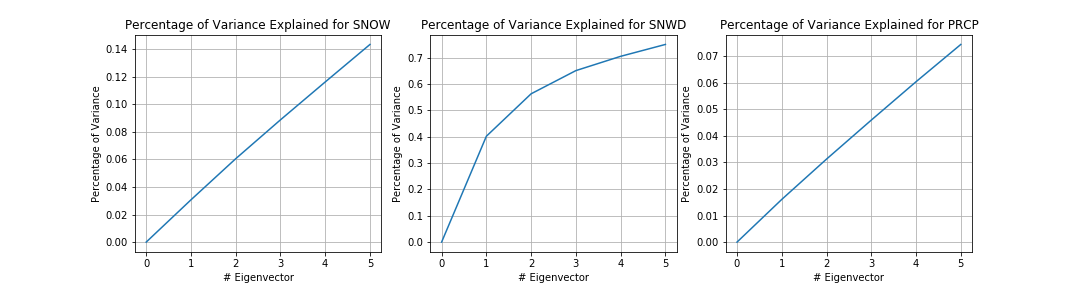 Percentage of Variance Explained for SNOW
Percentage of Variance
0.14
0.12
0.10
0.08
0.06
0.04
0.02
0.00
0 1 2 3 4 5
# Eigenvector
Percentage of Variance Explained for SNWD
Percentage of Variance
0.7
0.6
0.5
0.4
0.3
0.2
0.1
0.0
0 1 2 3 4 5
# Eigenvector
Percentage of Variance Explained for PRCP
Percentage of Variance
0.07
0.06
0.05
0.04
0.03
0.02
0.01
0.00
0 1 2 3 4 5
# Eigenvector